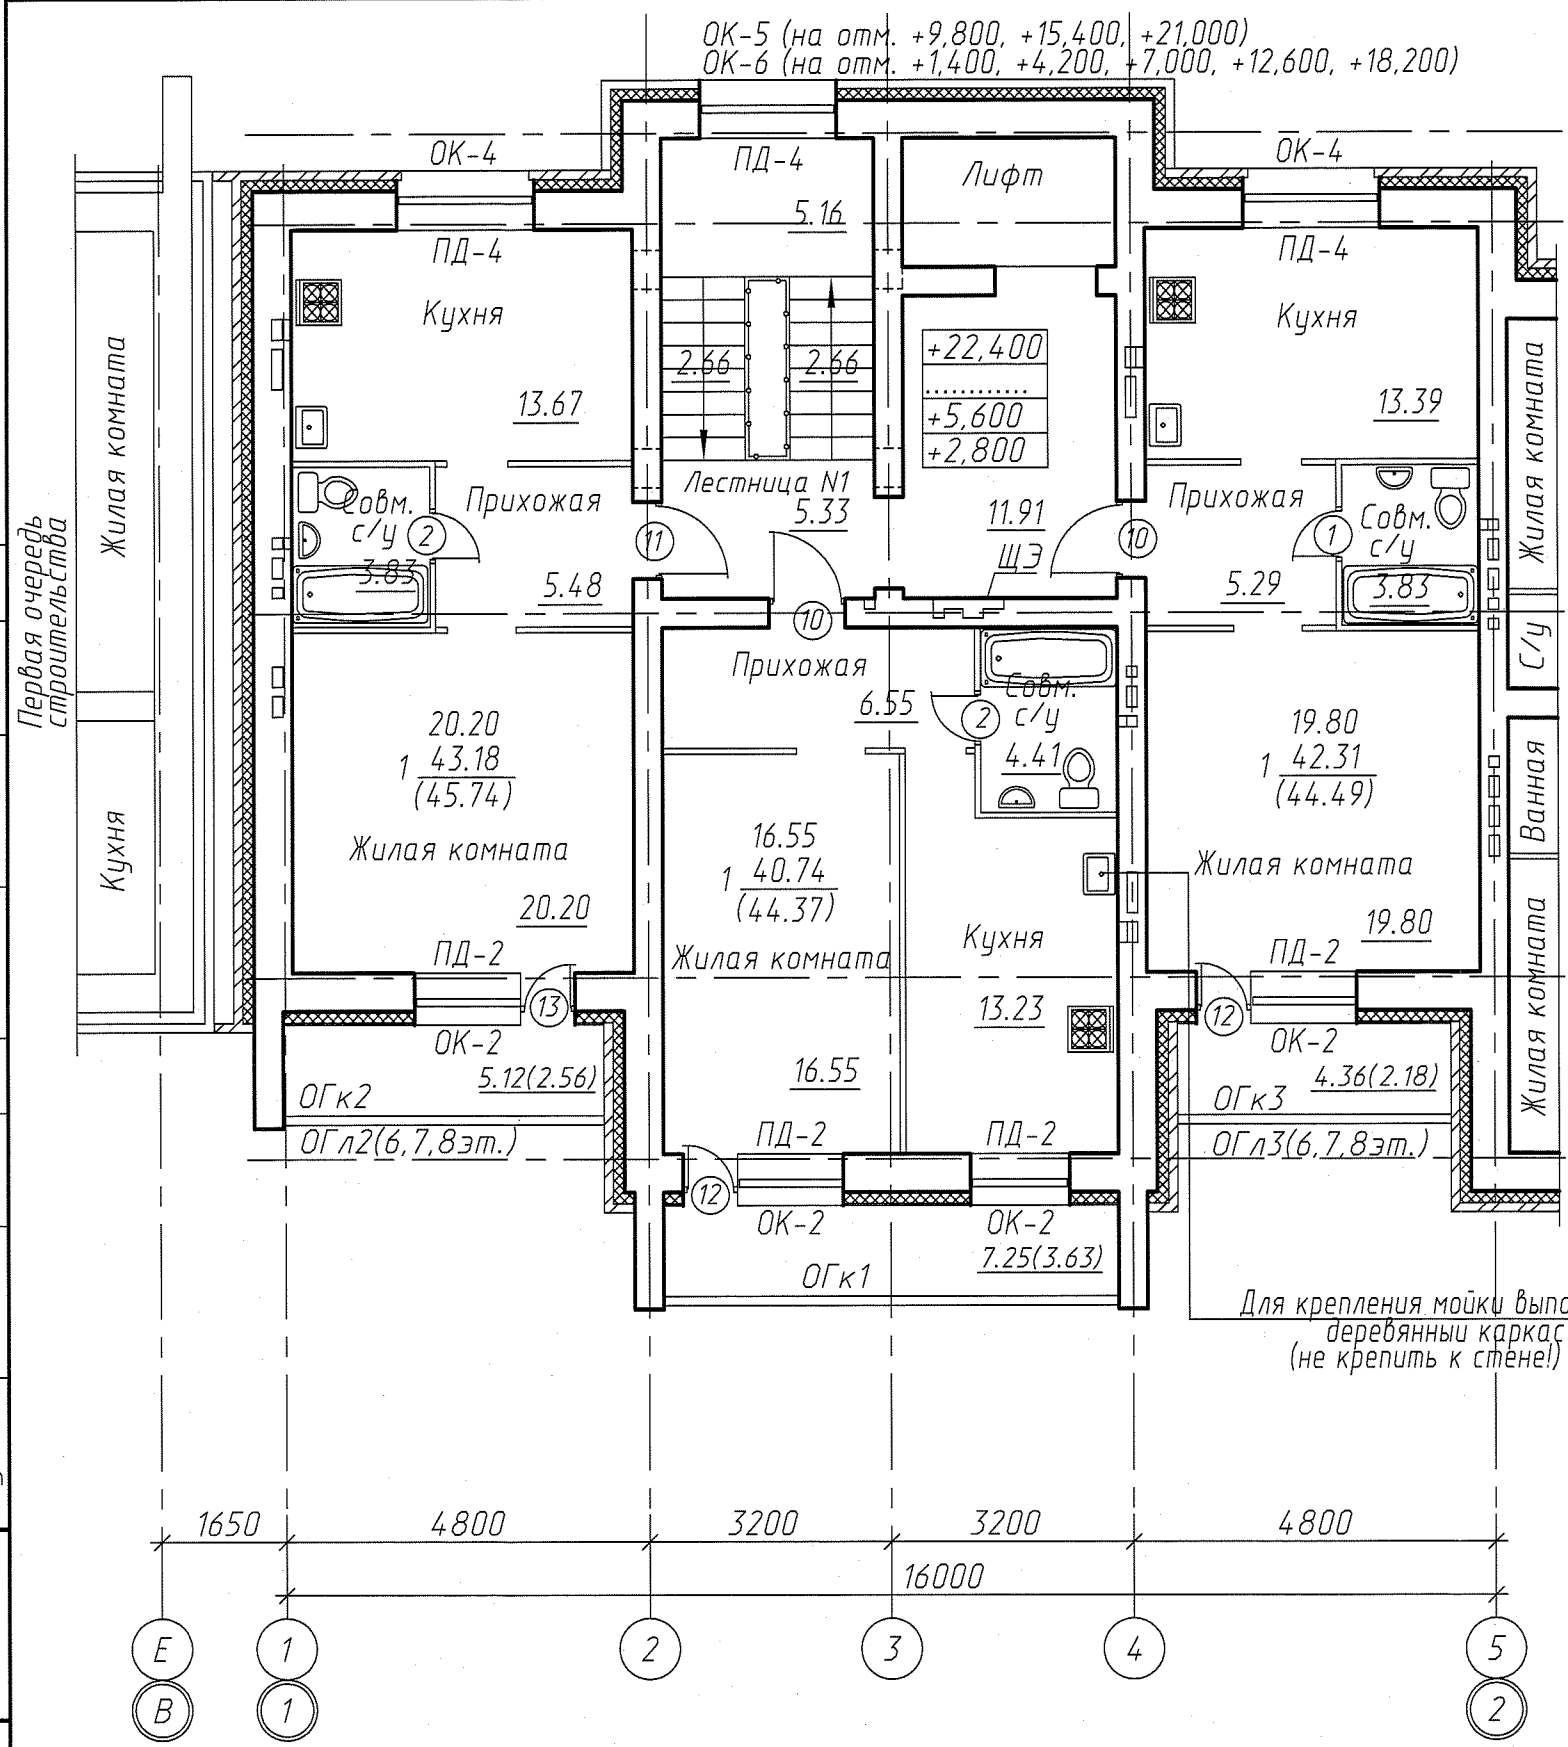 ОК-5 (на отм. +9,800, +15,400, +21,000)
ОК-6 (на отм. +1,400, +4,200, +7,000, +12,600, +18,200)
ОК-4
ПД-4
Лифт
ОК-4
5.16
ПД-4
Кухня
ПД-4
Кухня
2.66
2.66
+22,400
............
+5,600
+2,800
13.67
13.39
Жилая комната
Жилая комната
Первая очередь
строительства
Лестница N1
5.33
11.91
ЩЭ
Совм.
с/у
3.83
2
Прихожая
5.48
11
10
10
Прихожая
5.29
1
Совм.
с/у
3.83
С/у
Прихожая
6.55
2
Совм.
с/у
4.41
20.20
1 43.18
(45.74)
Жилая комната
20.20
19.80
1 42.31
(44.49)
Жилая комната
19.80
Ванная
Кухня
16.55
1 40.74
(44.37)
Жилая комната
16.55
Кухня
13.23
Жилая комната
ПД-2
13
ОК-2
5.12(2.56)
ОГк2
ОГл2(6,7,8эт.)
ПД-2
12
ОК-2
4.36(2.18)
ОГк3
ОГл3(6,7,8эт.)
ПД-2
ПД-2
12
ОК-2
ОК-2
7.25(3.63)
ОГк1
Для крепления мойки выпо
деревянный каркас
(не крепить к стене!)
1650
4800
3200
3200
4800
16000
Е
1
2
3
4
5
В
1
2